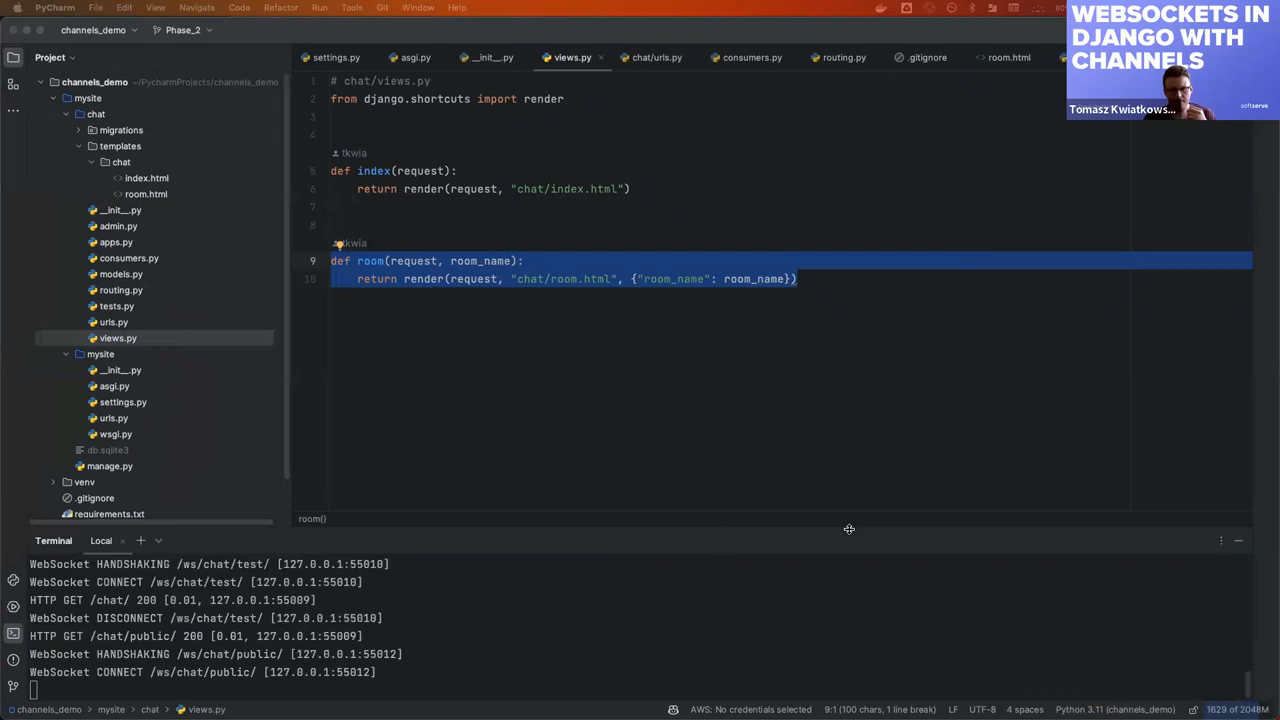 PyCharm File Edit View Navigate Code Refactor Run Tools Git Window Help
channels_demo Phase_2
WEBSOCKETS IN
DJANGO WITH
CHANNELS
Tomasz Kwiatkows...
softserve
Project
settings.py asgi.py __init__.py views.py chat/urls.py consumers.py routing.py .gitignore room.html
channels_demo ~/PycharmProjects/channels_demo
mysite
chat
migrations
templates
chat
index.html
room.html
__init__.py
admin.py
apps.py
consumers.py
models.py
routing.py
tests.py
urls.py
views.py
mysite
__init__.py
asgi.py
settings.py
urls.py
wsgi.py
db.sqlite3
manage.py
venv
.gitignore
requirements.txt
1 # chat/views.py
2 from django.shortcuts import render
3
4
tkwia
5 def index(request):
6 return render(request, "chat/index.html")
7
8
tkwia
9 def room(request, room_name):
10 return render(request, "chat/room.html", {"room_name": room_name})
room()
Terminal Local
WebSocket HANDSHAKING /ws/chat/test/ [127.0.0.1:55010]
WebSocket CONNECT /ws/chat/test/ [127.0.0.1:55010]
HTTP GET /chat/ 200 [0.01, 127.0.0.1:55009]
WebSocket DISCONNECT /ws/chat/test/ [127.0.0.1:55010]
HTTP GET /chat/public/ 200 [0.01, 127.0.0.1:55009]
WebSocket HANDSHAKING /ws/chat/public/ [127.0.0.1:55012]
WebSocket CONNECT /ws/chat/public/ [127.0.0.1:55012]
channels_demo mysite chat views.py
AWS: No credentials selected 9:1 (100 chars, 1 line break) LF UTF-8 4 spaces Python 3.11 (channels_demo) 1629 of 2048M